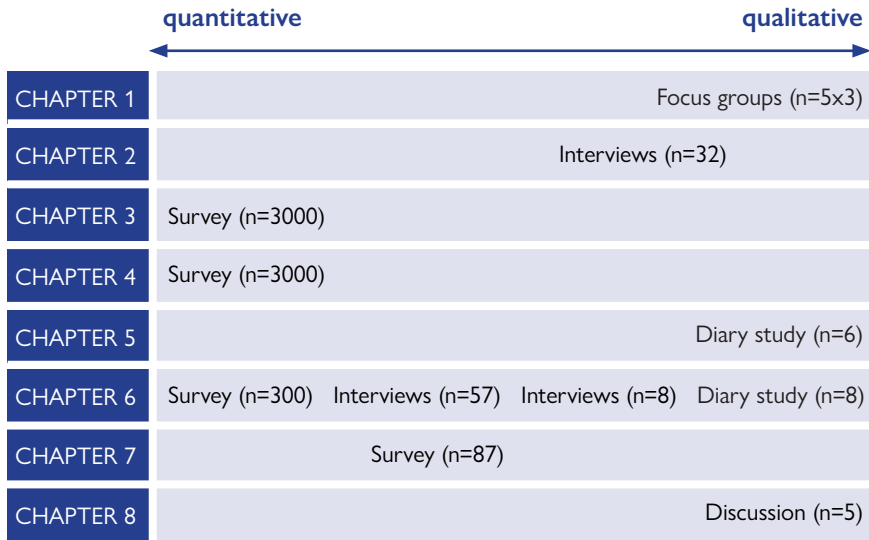 quantitative qualitative
CHAPTER 1 Focus groups (n=5x3)
CHAPTER 2 Interviews (n=32)
CHAPTER 3 Survey (n=3000)
CHAPTER 4 Survey (n=3000)
CHAPTER 5 Diary study (n=6)
CHAPTER 6 Survey (n=300) Interviews (n=57) Interviews (n=8) Diary study (n=8)
CHAPTER 7 Survey (n=87)
CHAPTER 8 Discussion (n=5)